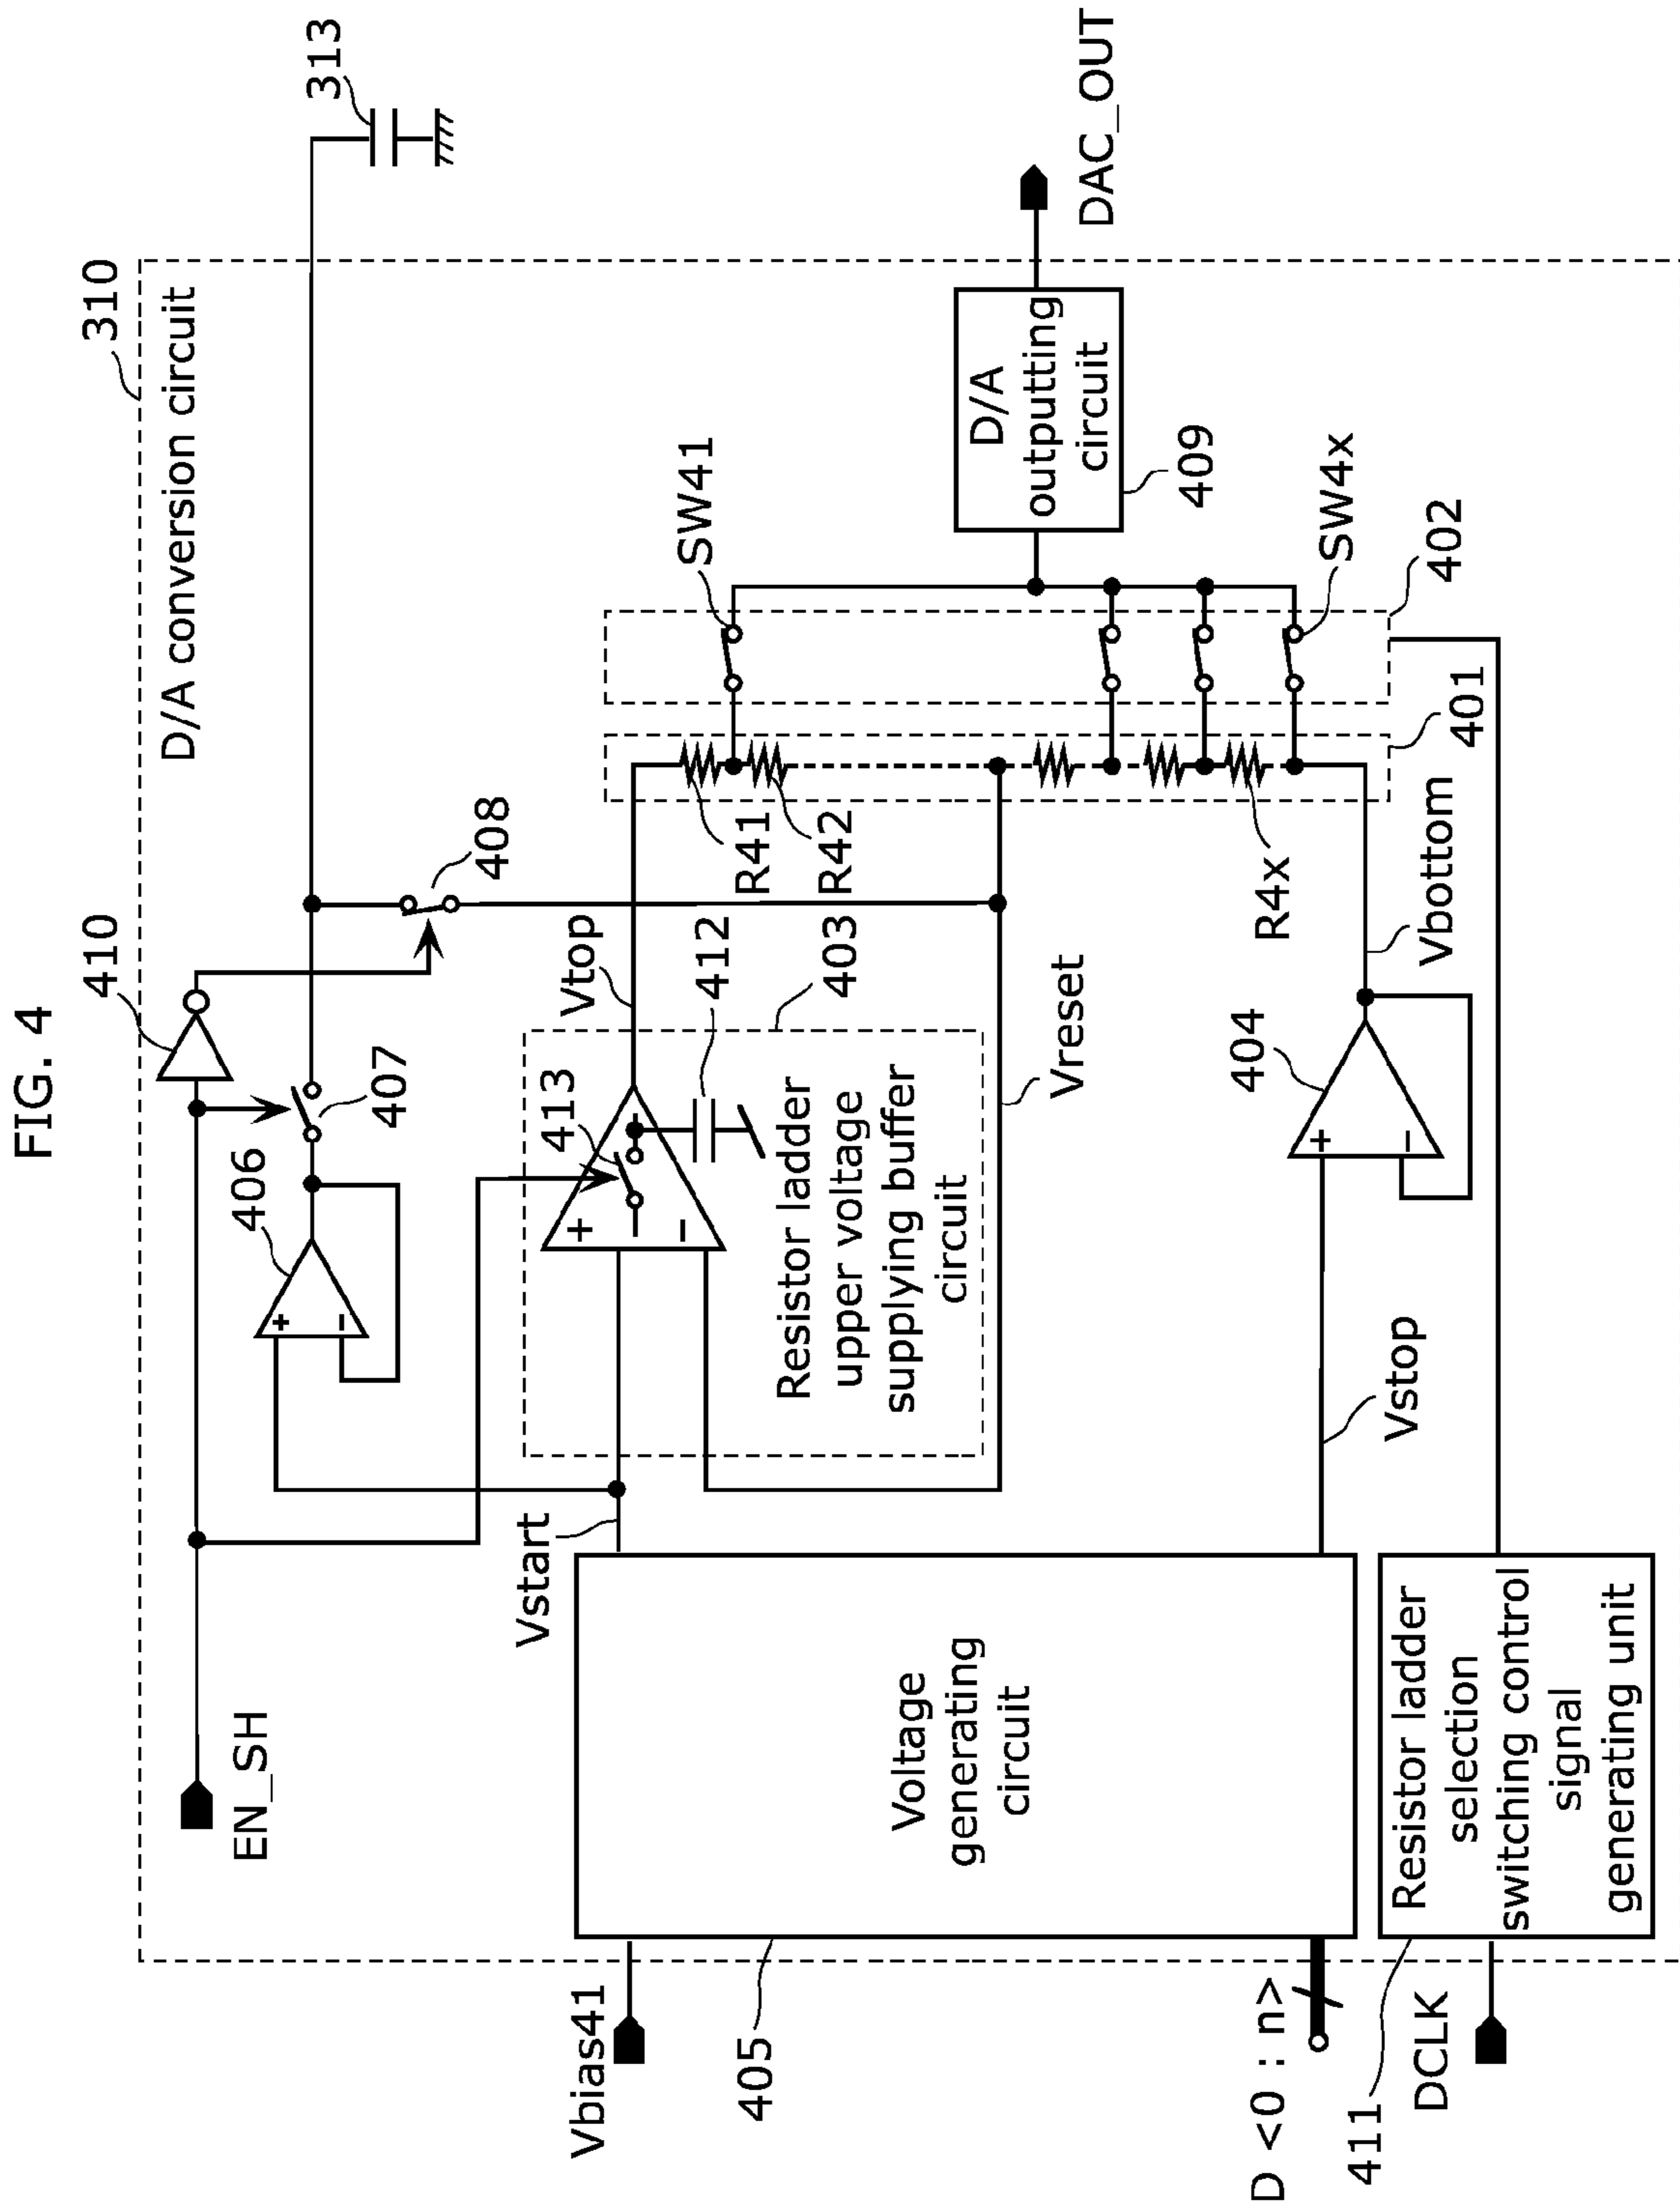 FIG. 4
310
D/A conversion circuit
313
410
408
407
406
EN_SH
Vstart
Vtop
413
412
403
Resistor ladder
upper voltage
supplying buffer
circuit
Vreset
R41
R42
R4x
SW41
SW4x
402
401
D/A
outputting
circuit
409
DAC_OUT
Vbias41
405
Voltage
generating
circuit
D <0 : n>
Vstop
404
Vbottom
+
−
+
−
+
−
411
DCLK
Resistor ladder
selection
switching control
signal
generating unit